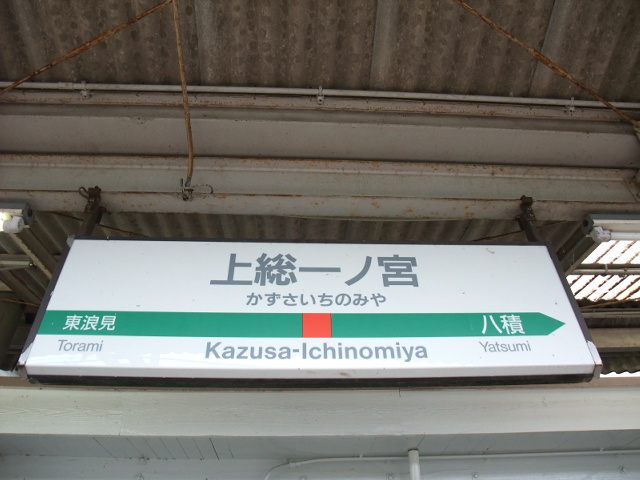 上総一ノ宮
かずさいちのみや
東浪見 八積
Torami Kazusa-Ichinomiya Yatsumi